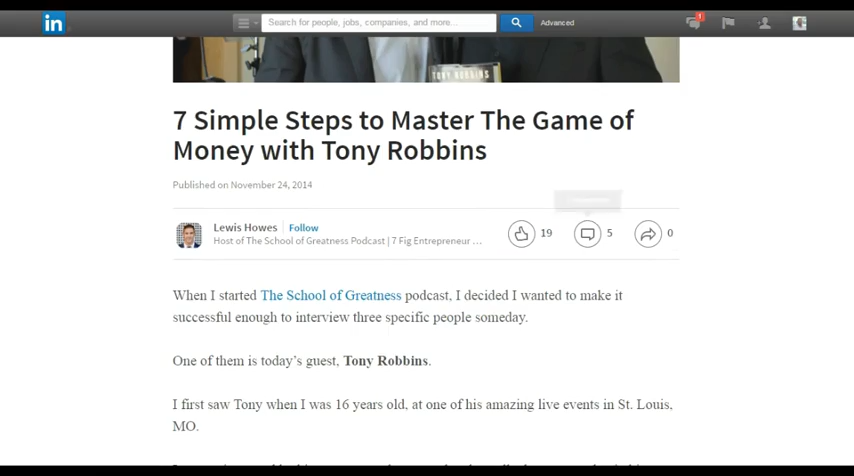 in Search for people, jobs, companies, and more... Advanced 1
TONY ROBBINS
7 Simple Steps to Master The Game of
Money with Tony Robbins
Published on November 24, 2014
Lewis Howes Follow
Host of The School of Greatness Podcast | 7 Fig Entrepreneur ...
19 5 0
When I started The School of Greatness podcast, I decided I wanted to make it
successful enough to interview three specific people someday.
One of them is today's guest, Tony Robbins.
I first saw Tony when I was 16 years old, at one of his amazing live events in St. Louis,
MO.